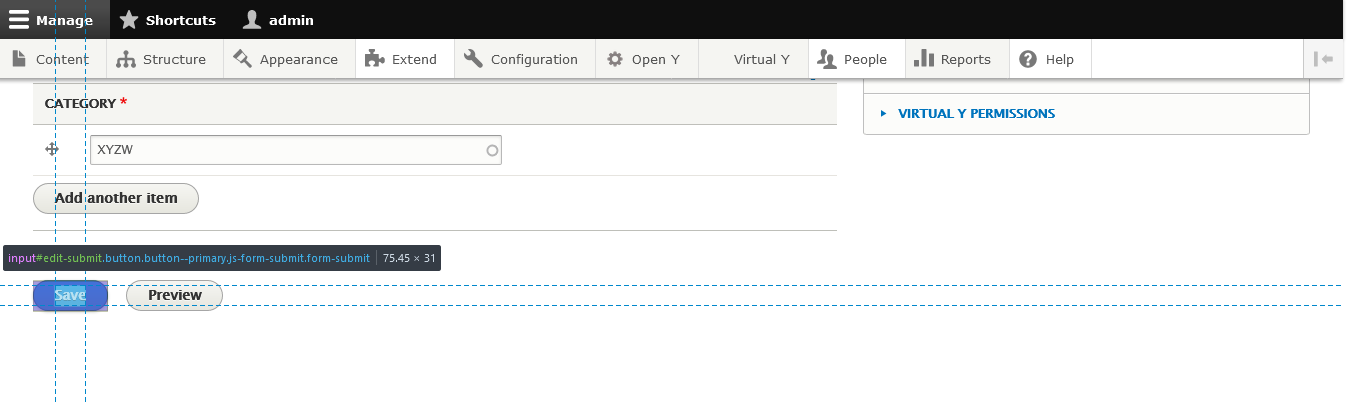 Manage Shortcuts admin
Content Structure Appearance Extend Configuration Open Y Virtual Y People Reports Help
CATEGORY *
VIRTUAL Y PERMISSIONS
XYZW
Add another item
input#edit-submit.button.button--primary.js-form-submit.form-submit 75.45 × 31
Save Preview